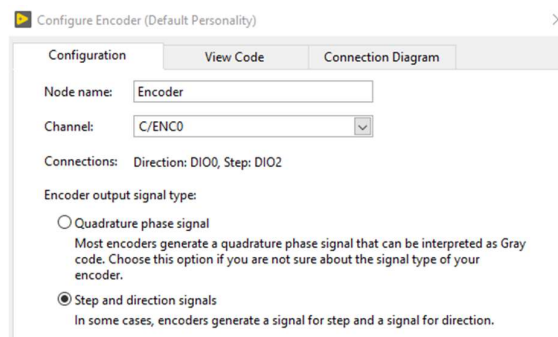 Configure Encoder (Default Personality)
Configuration View Code Connection Diagram
Node name: Encoder
Channel: C/ENC0
Connections: Direction: DIO0, Step: DIO2
Encoder output signal type:
Quadrature phase signal
Most encoders generate a quadrature phase signal that can be interpreted as Gray
code. Choose this option if you are not sure about the signal type of your
encoder.
Step and direction signals
In some cases, encoders generate a signal for step and a signal for direction.